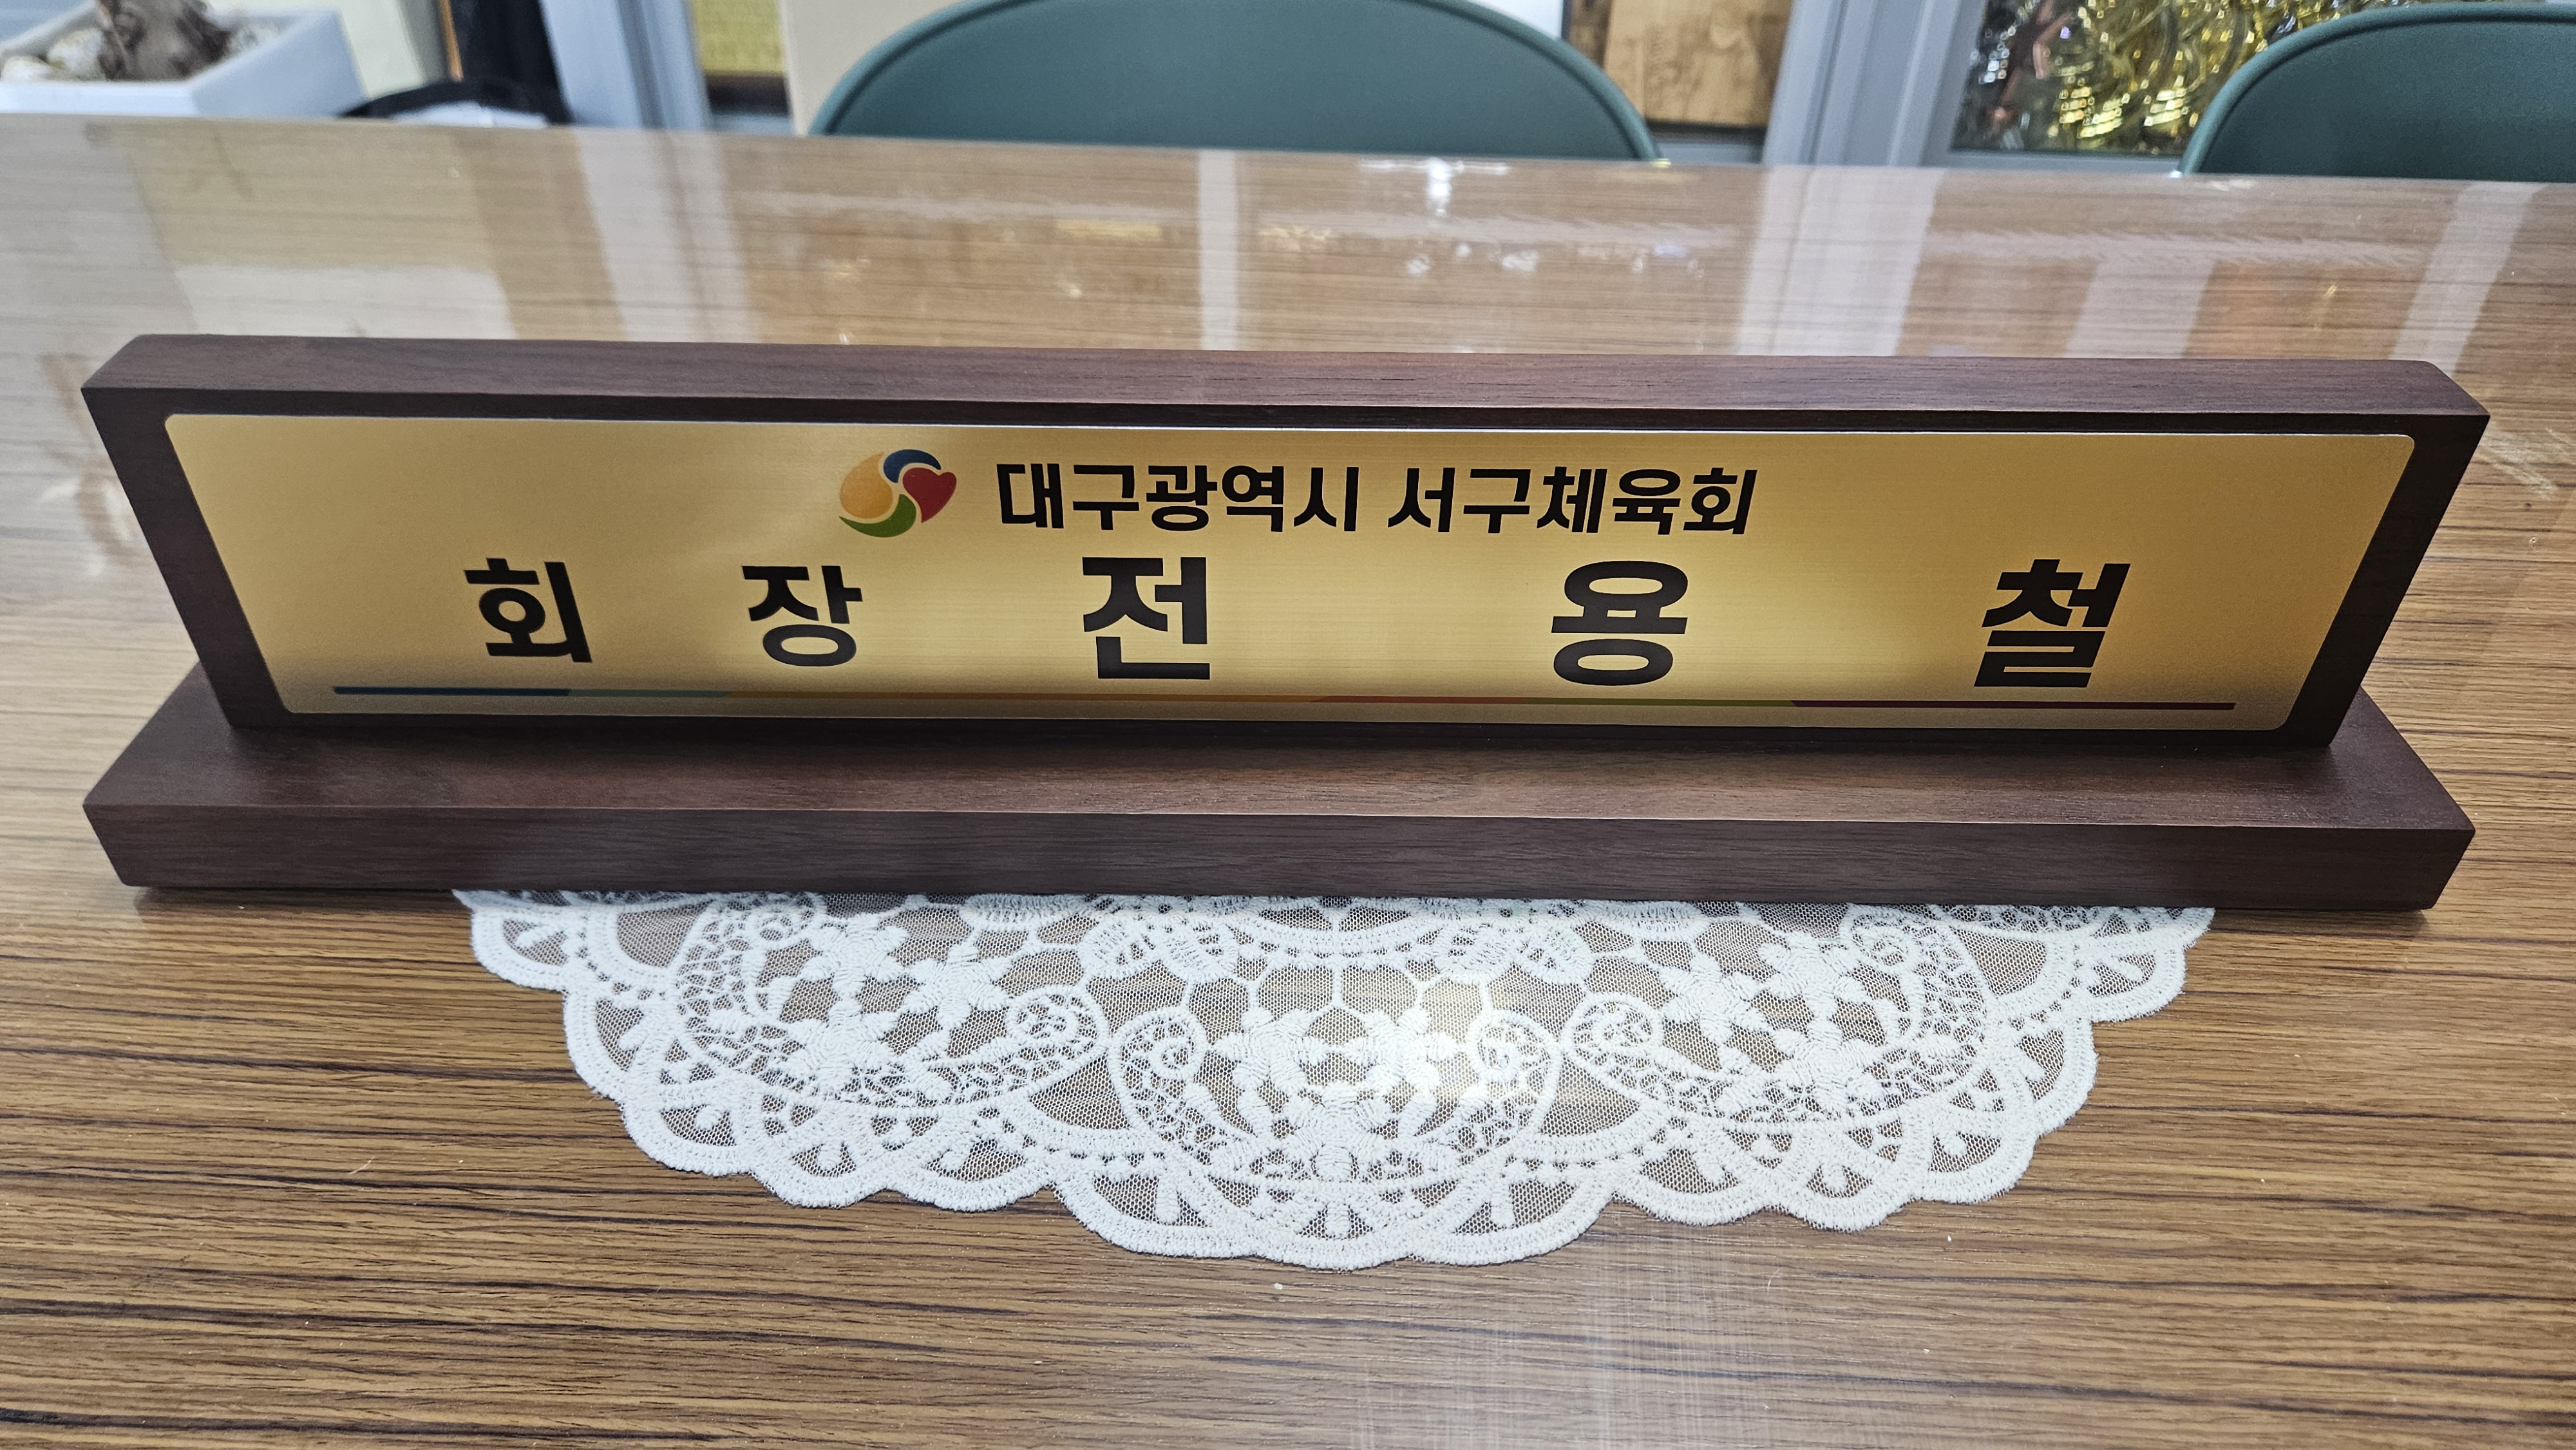 대구광역시 서구체육회
회 장 전 용 철